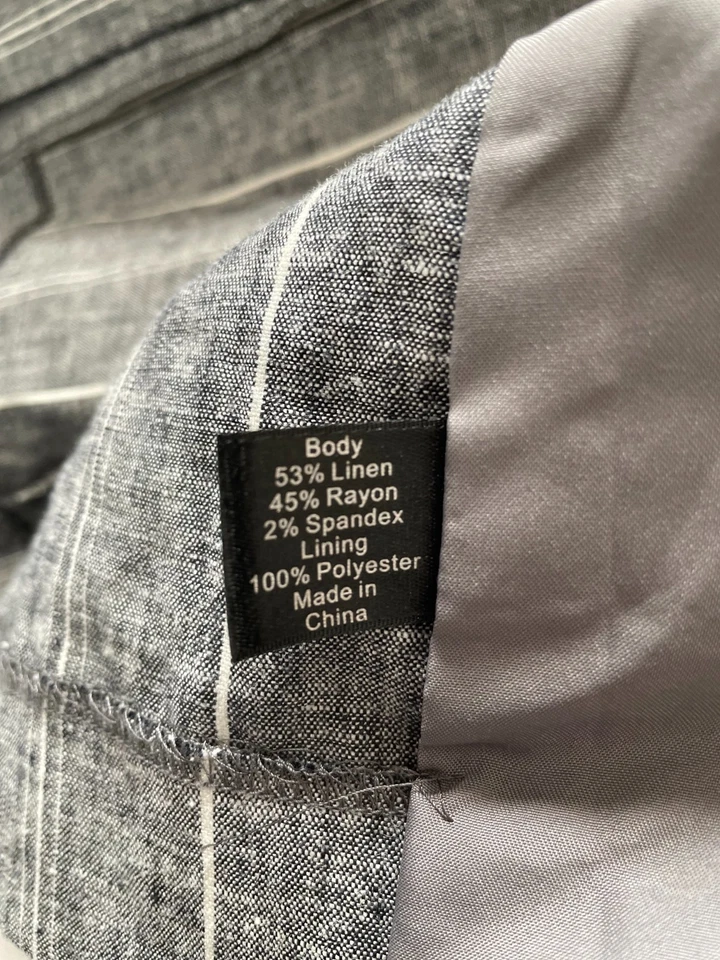 Body
53% Linen
45% Rayon
2% Spandex
Lining
100% Polyester
Made in
China